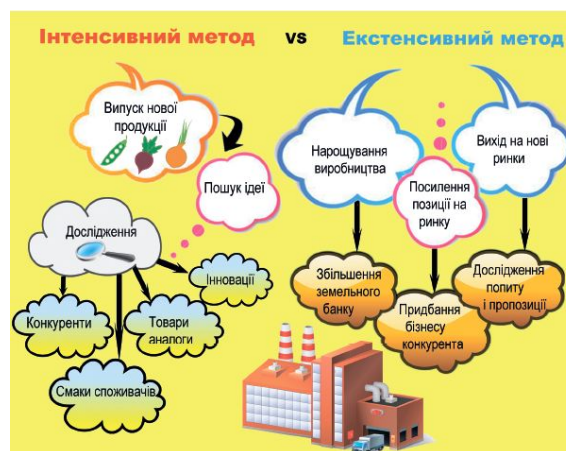 Інтенсивний метод vs Екстенсивний метод
Випуск нової
продукції
Пошук ідеї
Дослідження
Інновації
Конкуренти
Товари
аналоги
Смаки споживачів
Нарощування
виробництва
Посилення
позиції на
ринку
Вихід на нові
ринки
Збільшення
земельного
банку
Придбання
бізнесу
конкурента
Дослідження
попиту
і пропозиції